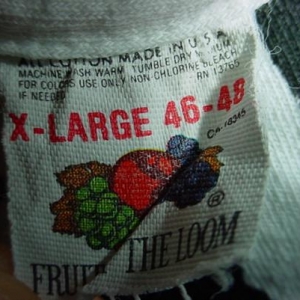 ALL COTTON MADE IN U.S.A.
MACHINE WASH WARM TUMBLE DRY MEDIUM
FOR COLORS USE ONLY NON-CHLORINE BLEACH
IF NEEDED RN 13765
X-LARGE 46-48
®
FRUIT THE LOOM